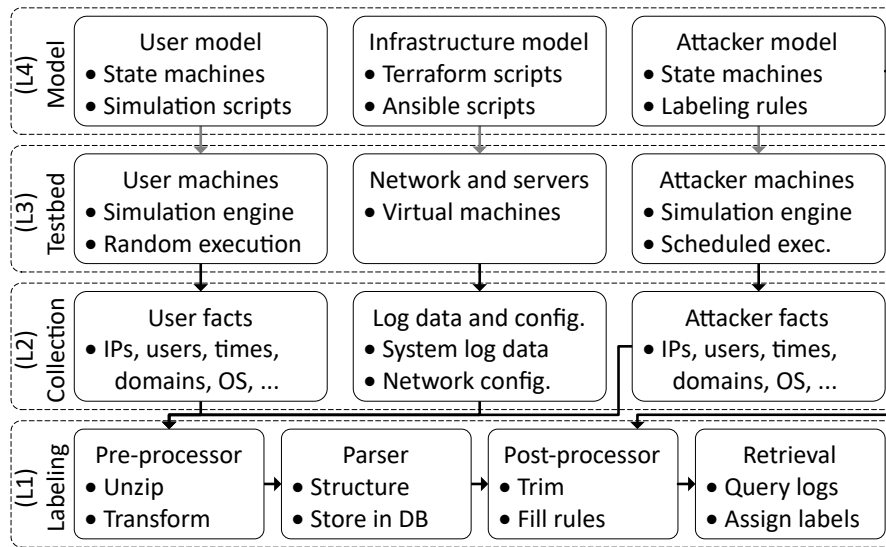 (L4)
Model
User model
• State machines
• Simulation scripts
Infrastructure model
• Terraform scripts
• Ansible scripts
Attacker model
• State machines
• Labeling rules
(L3)
Testbed
User machines
• Simulation engine
• Random execution
Network and servers
• Virtual machines
Attacker machines
• Simulation engine
• Scheduled exec.
(L2)
Collection
User facts
• IPs, users, times,
domains, OS, ...
Log data and config.
• System log data
• Network config.
Attacker facts
• IPs, users, times,
domains, OS, ...
(L1)
Labeling
Pre-processor
• Unzip
• Transform
Parser
• Structure
• Store in DB
Post-processor
• Trim
• Fill rules
Retrieval
• Query logs
• Assign labels